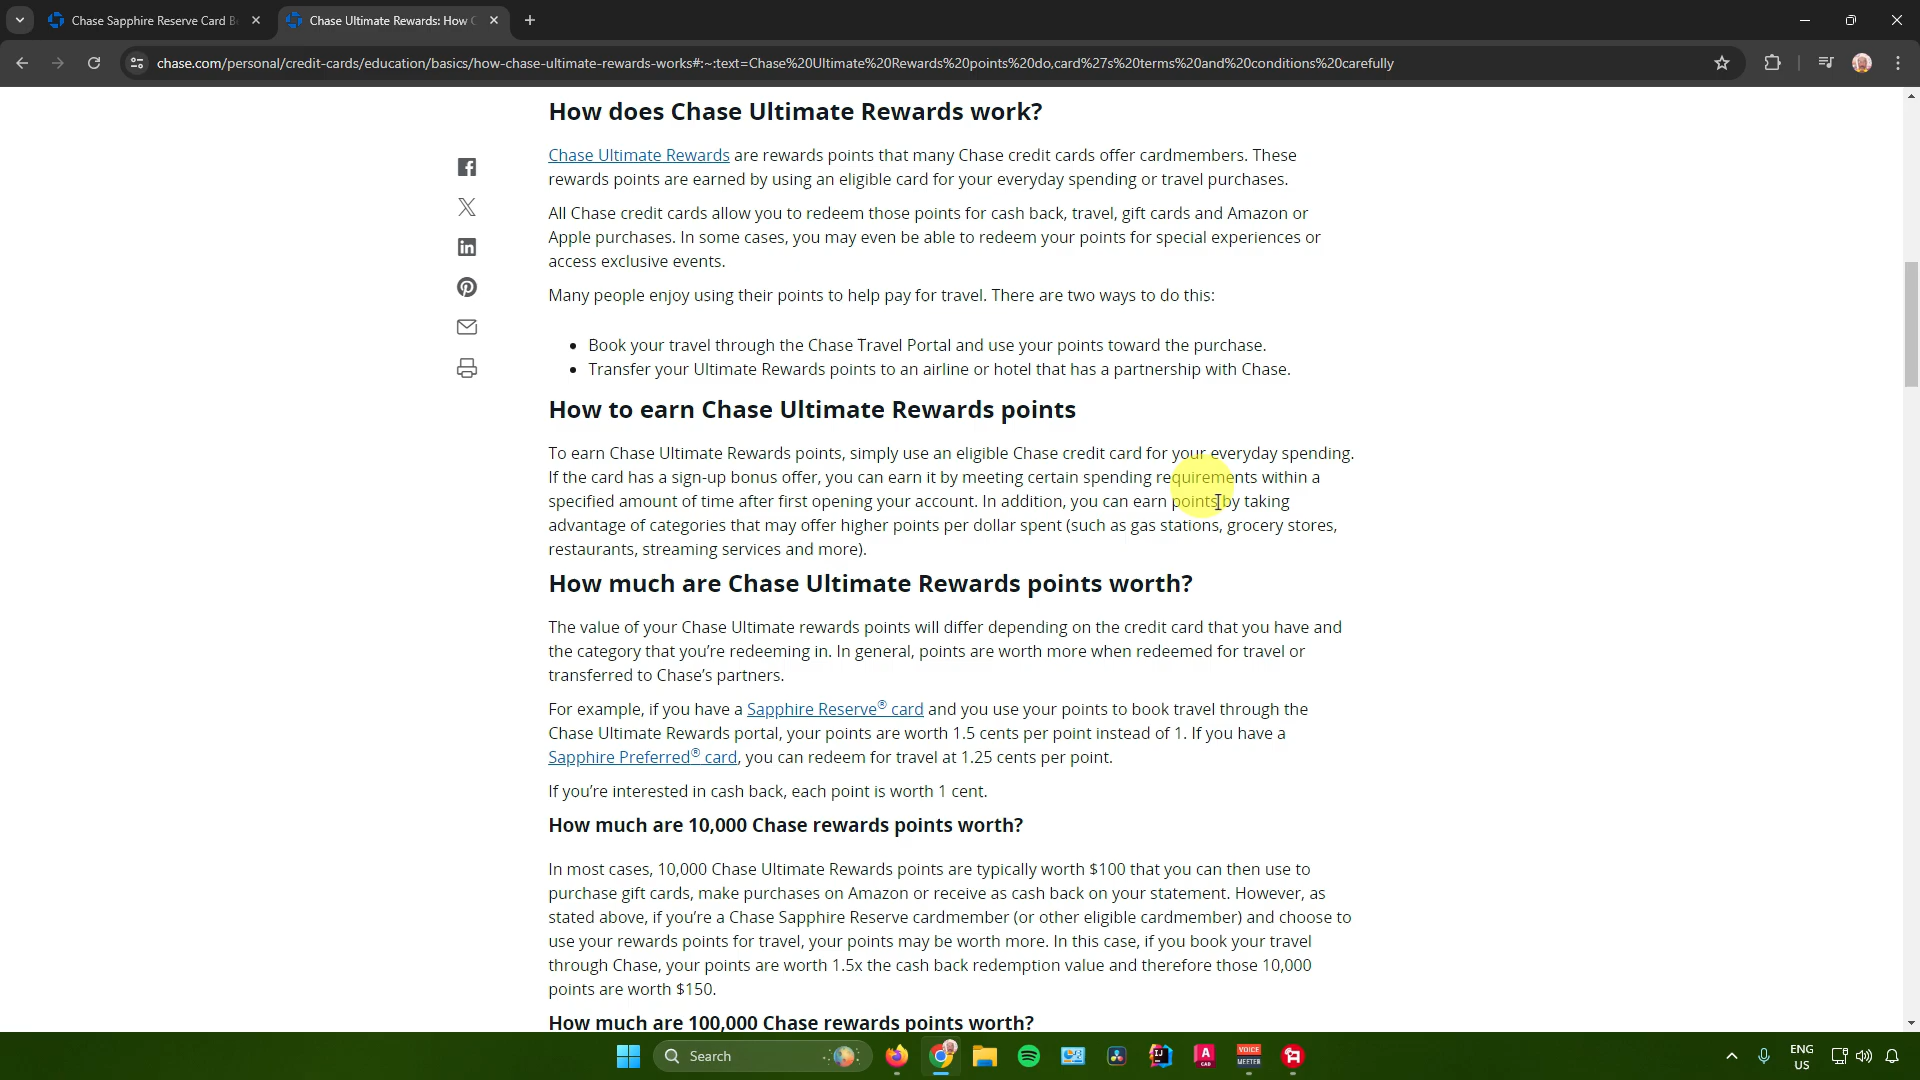 Chase Sapphire Reserve Card B
Chase Ultimate Rewards: How
chase.com/personal/credit-cards/education/basics/how-chase-ultimate-rewards-works#:~:text=Chase%20Ultimate%20Rewards%20points%20do,card%27s%20terms%20and%20conditions%20carefully
How does Chase Ultimate Rewards work?
Chase Ultimate Rewards are rewards points that many Chase credit cards offer cardmembers. These
rewards points are earned by using an eligible card for your everyday spending or travel purchases.
All Chase credit cards allow you to redeem those points for cash back, travel, gift cards and Amazon or
Apple purchases. In some cases, you may even be able to redeem your points for special experiences or
access exclusive events.
Many people enjoy using their points to help pay for travel. There are two ways to do this:
• Book your travel through the Chase Travel Portal and use your points toward the purchase.
• Transfer your Ultimate Rewards points to an airline or hotel that has a partnership with Chase.
How to earn Chase Ultimate Rewards points
To earn Chase Ultimate Rewards points, simply use an eligible Chase credit card for your everyday spending.
If the card has a sign-up bonus offer, you can earn it by meeting certain spending requirements within a
specified amount of time after first opening your account. In addition, you can earn points by taking
advantage of categories that may offer higher points per dollar spent (such as gas stations, grocery stores,
restaurants, streaming services and more).
How much are Chase Ultimate Rewards points worth?
The value of your Chase Ultimate rewards points will differ depending on the credit card that you have and
the category that you’re redeeming in. In general, points are worth more when redeemed for travel or
transferred to Chase’s partners.
For example, if you have a Sapphire Reserve® card and you use your points to book travel through the
Chase Ultimate Rewards portal, your points are worth 1.5 cents per point instead of 1. If you have a
Sapphire Preferred® card, you can redeem for travel at 1.25 cents per point.
If you’re interested in cash back, each point is worth 1 cent.
How much are 10,000 Chase rewards points worth?
In most cases, 10,000 Chase Ultimate Rewards points are typically worth $100 that you can then use to
purchase gift cards, make purchases on Amazon or receive as cash back on your statement. However, as
stated above, if you’re a Chase Sapphire Reserve cardmember (or other eligible cardmember) and choose to
use your rewards points for travel, your points may be worth more. In this case, if you book your travel
through Chase, your points are worth 1.5x the cash back redemption value and therefore those 10,000
points are worth $150.
How much are 100,000 Chase rewards points worth?
Search
VOICE
MEETER
ENG
US